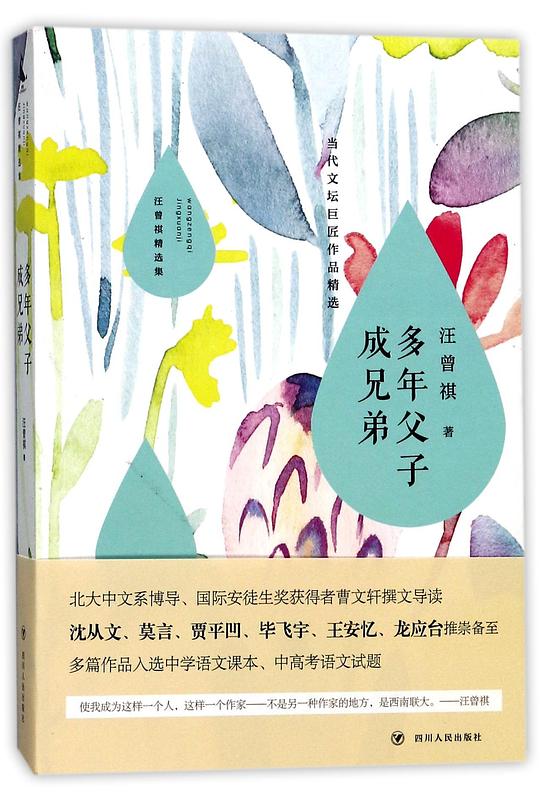 当代文坛巨匠作品精选
wangzengqi
jingxuanji
汪曾祺精选集
汪曾祺 著
多年父子
成兄弟
汪曾祺精选集
多年父子
成兄弟
汪曾祺 著
北大中文系博导、国际安徒生奖获得者曹文轩撰文导读
沈从文、莫言、贾平凹、毕飞宇、王安忆、龙应台推崇备至
多篇作品入选中学语文课本、中高考语文试题
使我成为这样一个人，这样一个作家——不是另一种作家的地方，是西南联大。——汪曾祺
四川人民出版社